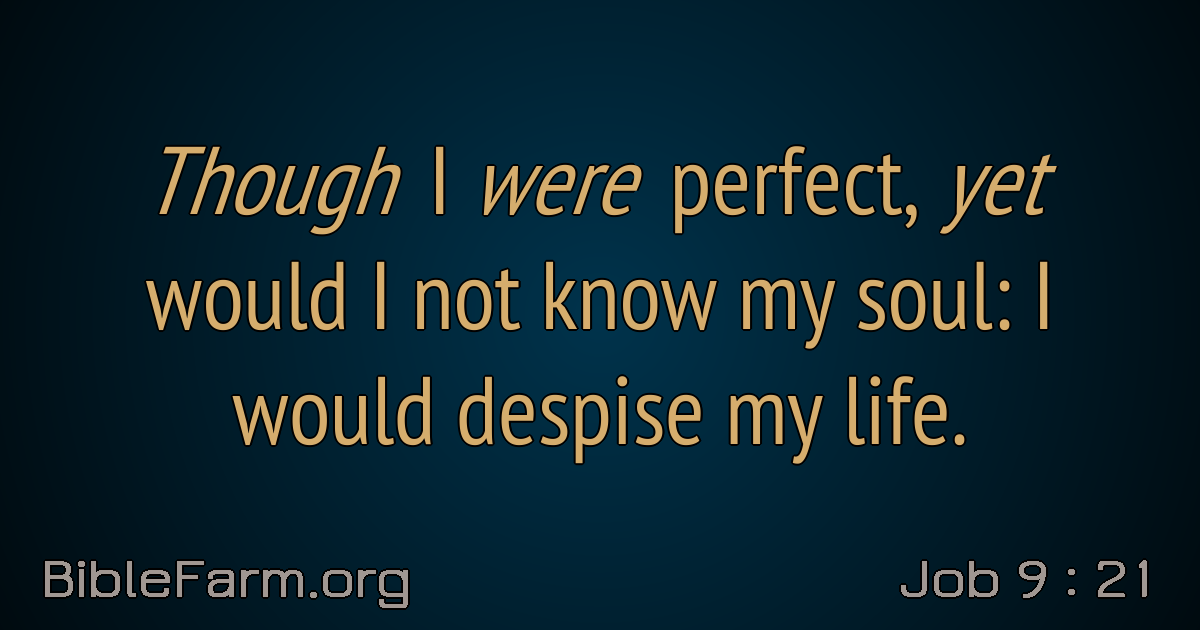 Though I were perfect, yet
would I not know my soul: I
would despise my life.
BibleFarm.org
Job 9 : 21